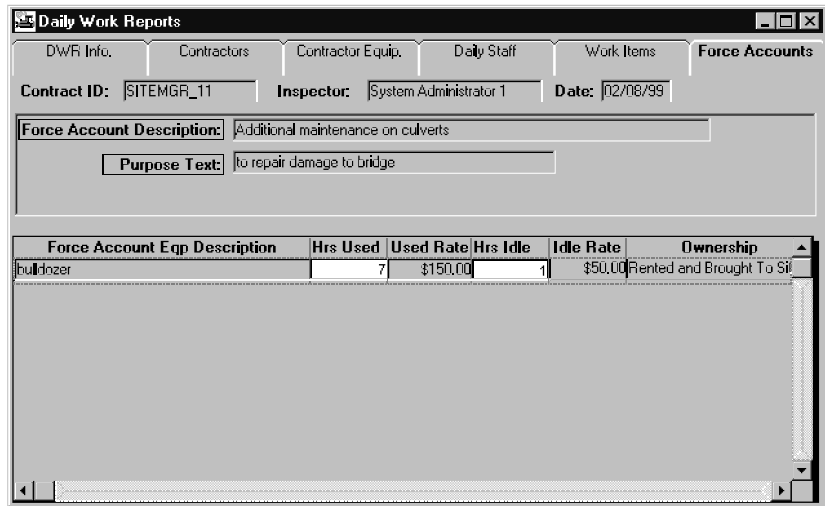 Daily Work Reports
DWR Info. Contractors Contractor Equip. Daily Staff Work Items Force Accounts
Contract ID: SITEMGR_11 Inspector: System Administrator 1 Date: 02/08/99
Force Account Description: Additional maintenance on culverts
Purpose Text: to repair damage to bridge
Force Account Eqp Description Hrs Used Used Rate Hrs Idle Idle Rate Ownership
bulldozer 7 $150.00 1 $50.00 Rented and Brought To Sit